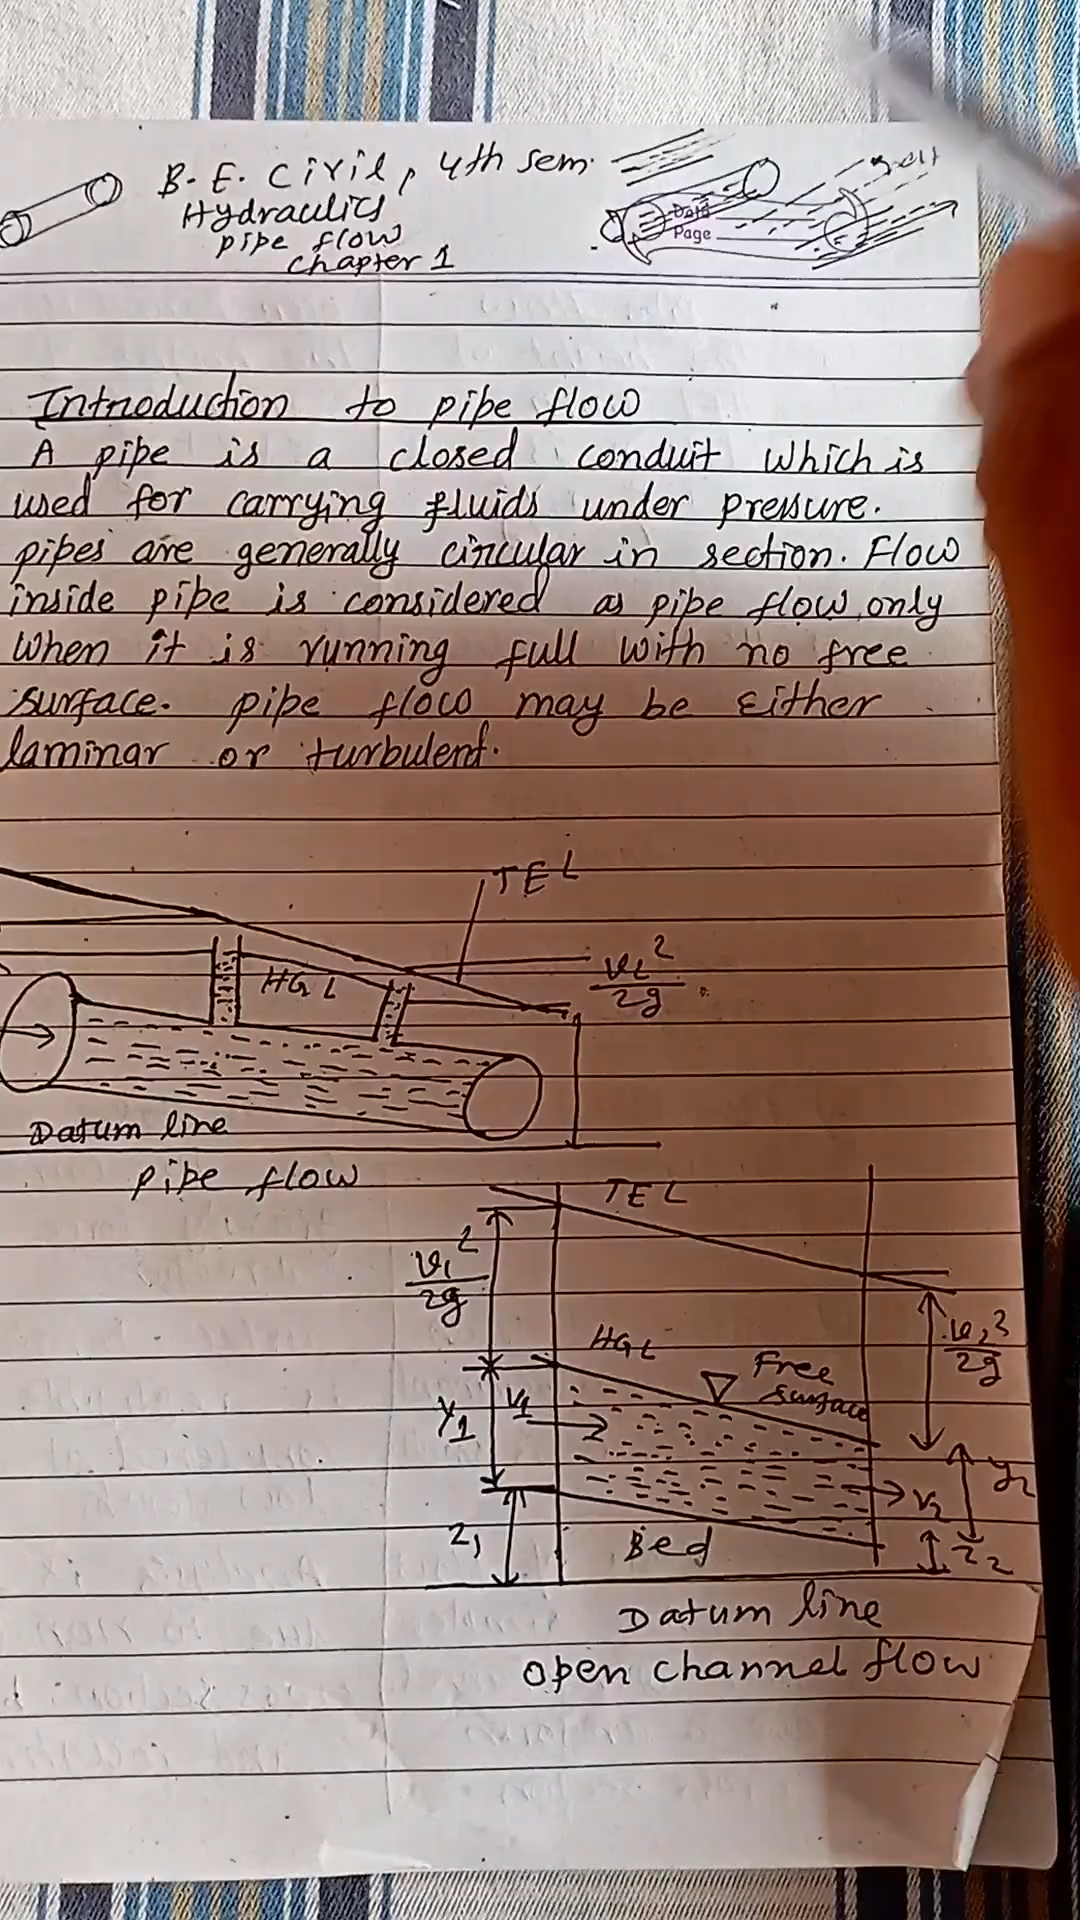 B.E. Civil, 4th sem.
Hydraulics
pipe flow
chapter 1
Date
Page
Introduction to pipe flow
A pipe is a closed conduit which is
used for carrying fluids under pressure.
pipes are generally circular in section. Flow
inside pipe is considered as pipe flow only
When it is running full with no free
surface. pipe flow may be Either
laminar or turbulent.
TEL
HGL
V₂²/2g
Datum line
pipe flow
TEL
V₁²/2g
HGL
Free
surface
V₂²/2g
Y₁
V₁
y₂
V₂
Z₁
Bed
Z₂
Datum line
open channel flow